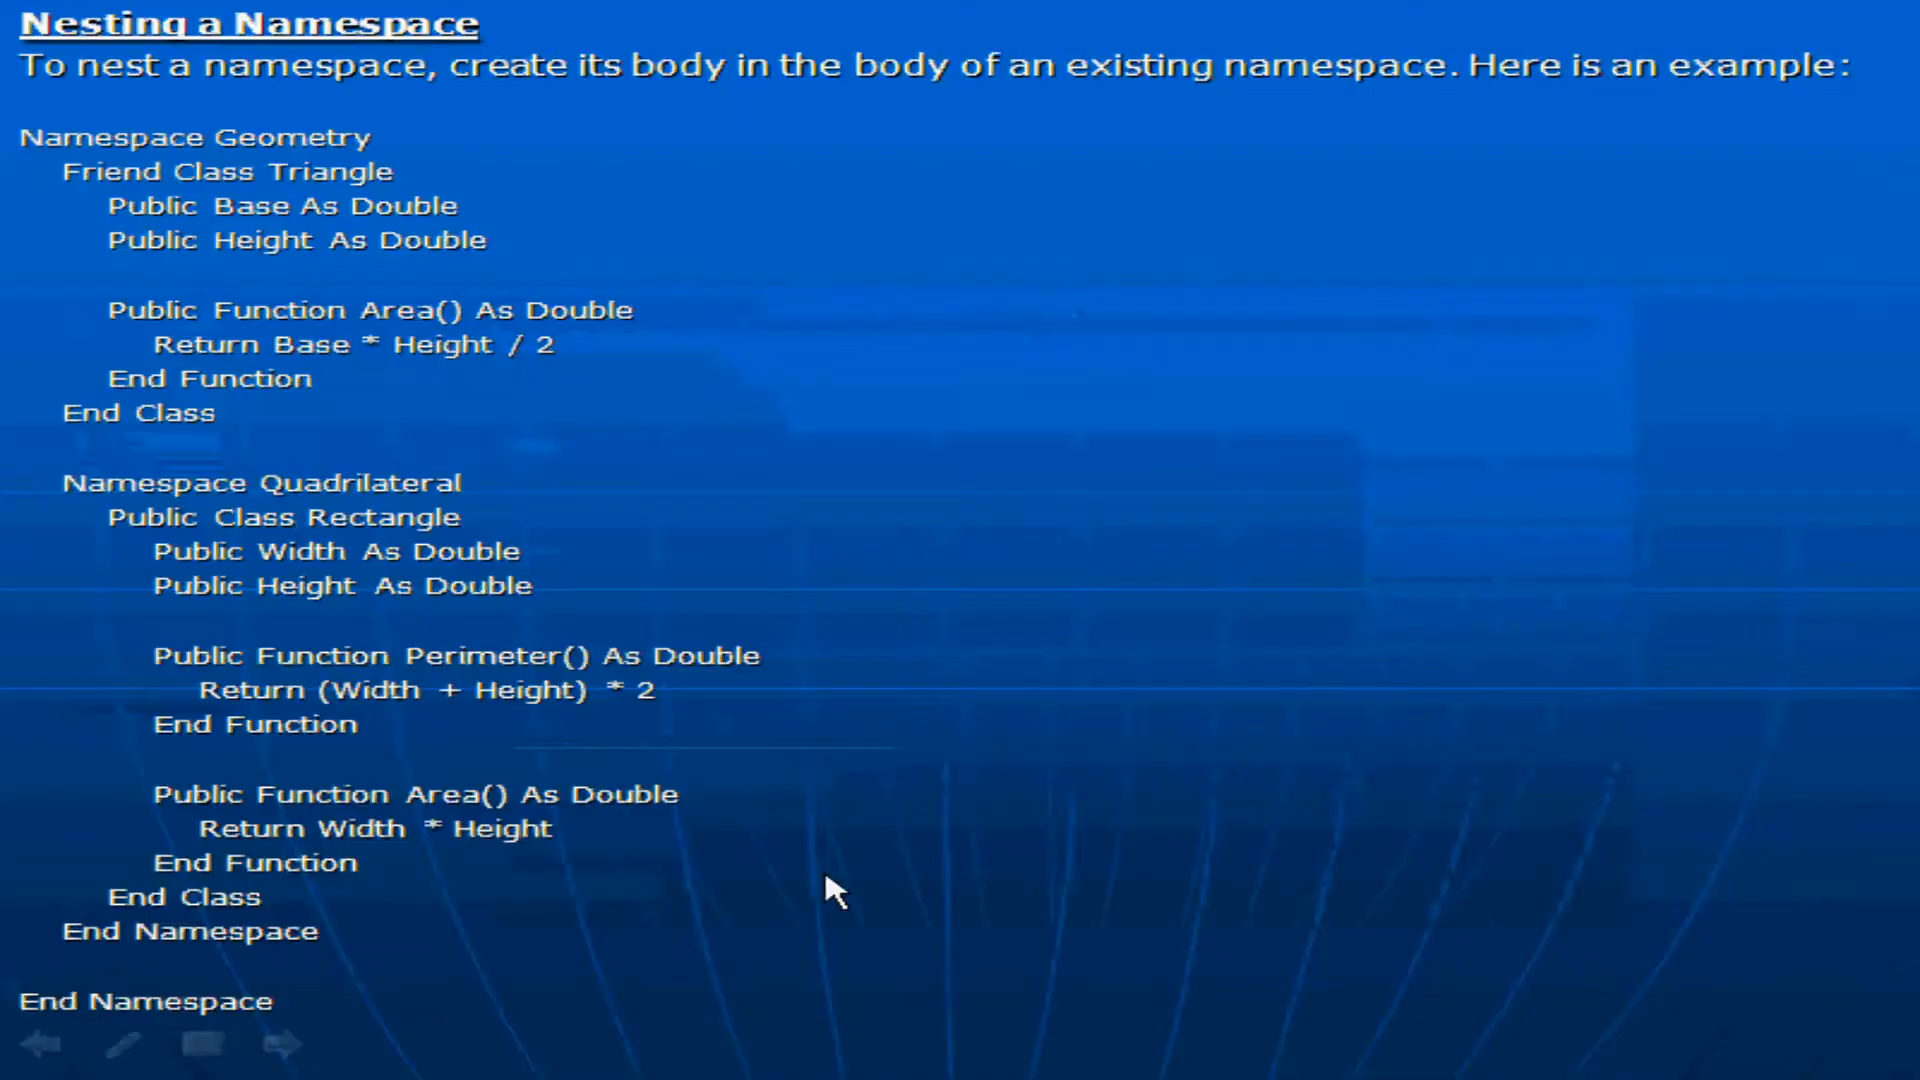 Nesting a Namespace
To nest a namespace, create its body in the body of an existing namespace. Here is an example:
Namespace Geometry
Friend Class Triangle
Public Base As Double
Public Height As Double
Public Function Area() As Double
Return Base * Height / 2
End Function
End Class
Namespace Quadrilateral
Public Class Rectangle
Public Width As Double
Public Height As Double
Public Function Perimeter() As Double
Return (Width + Height) * 2
End Function
Public Function Area() As Double
Return Width * Height
End Function
End Class
End Namespace
End Namespace